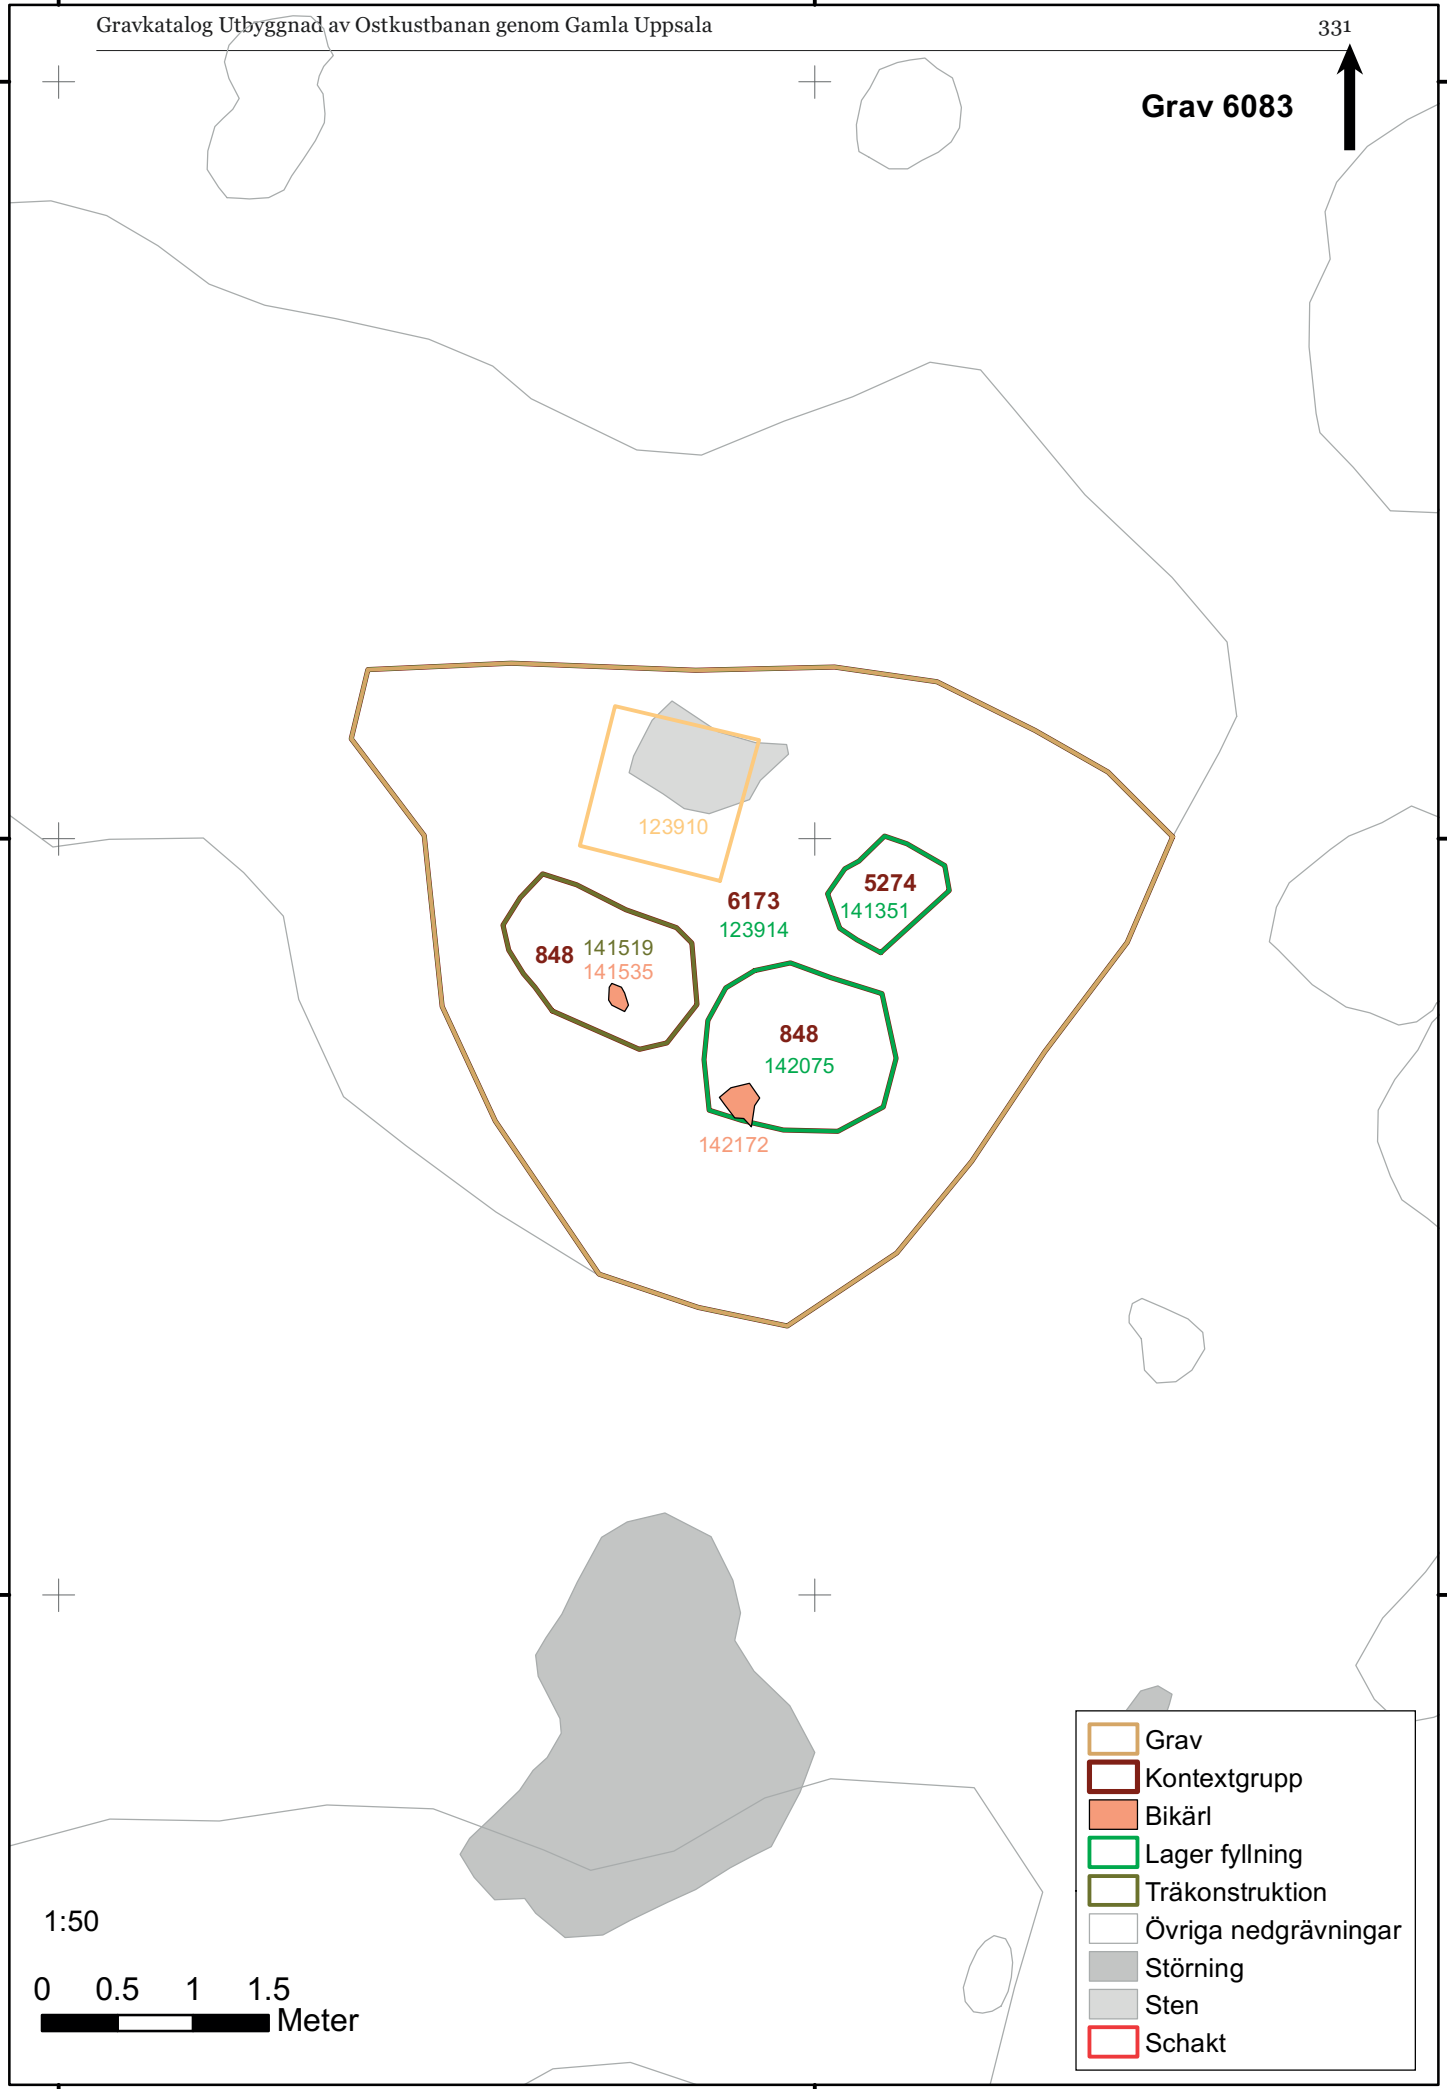 Gravkatalog Utbyggnad av Ostkustbanan genom Gamla Uppsala 331
Grav 6083
123910
5274
141351
6173
123914
848 141519
141535
848
142075
142172
Grav
Kontextgrupp
Bikärl
Lager fyllning
Träkonstruktion
Övriga nedgrävningar
Störning
Sten
Schakt
1:50
0 0.5 1 1.5
Meter